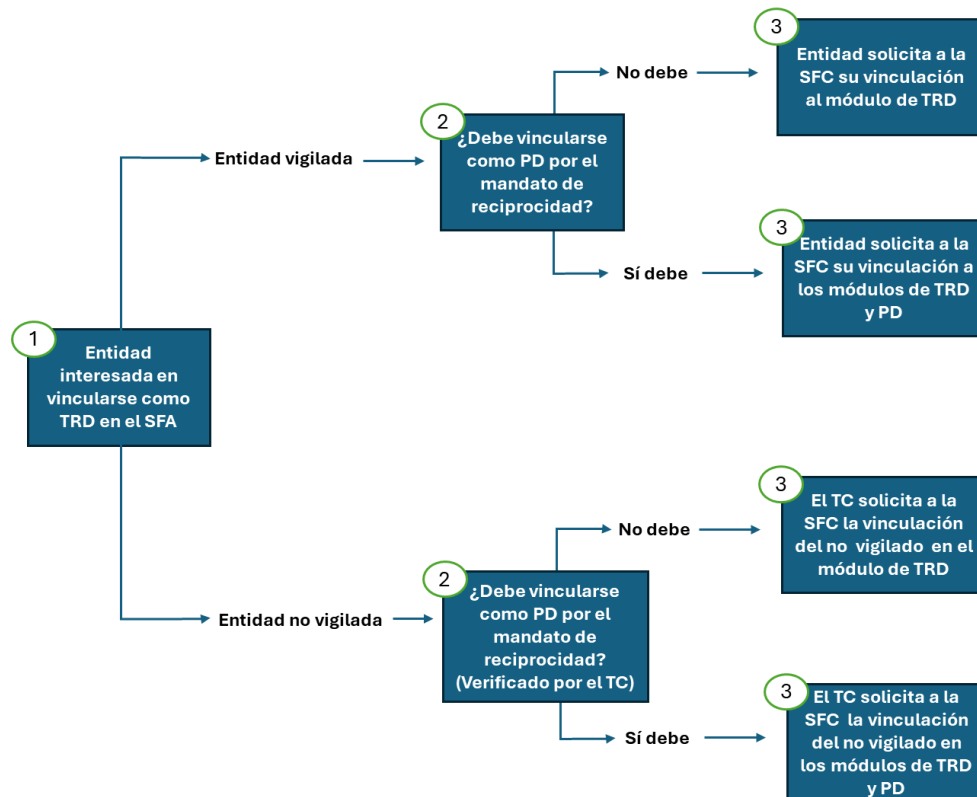 3
Entidad solicita a la
SFC su vinculación
al módulo de TRD
No debe
2
¿Debe vincularse
como PD por el
mandato de
reciprocidad?
Entidad vigilada
3
Entidad solicita a la
SFC su vinculación a
los módulos de TRD
y PD
Sí debe
1
Entidad
interesada en
vincularse como
TRD en el SFA
3
El TC solicita a la
SFC la vinculación
del no vigilado en el
módulo de TRD
No debe
2
¿Debe vincularse
como PD por el
mandato de
reciprocidad?
(Verificado por el TC)
Entidad no vigilada
3
El TC solicita a la
SFC la vinculación
del no vigilado en
los módulos de TRD
y PD
Sí debe